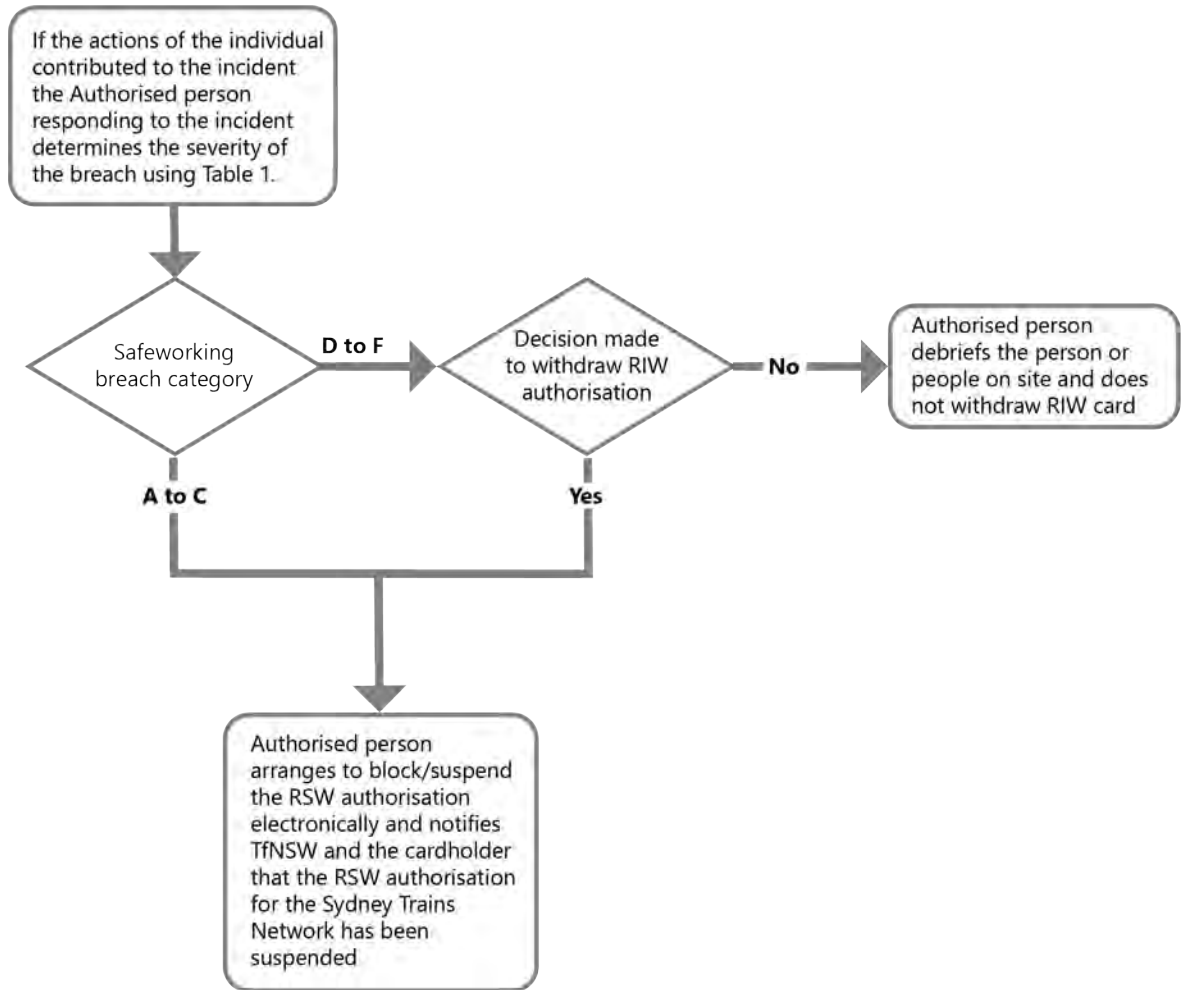 If the actions of the individual
contributed to the incident
the Authorised person
responding to the incident
determines the severity of
the breach using Table 1.
Safeworking
breach category
D to F
Decision made
to withdraw RIW
authorisation
No
Authorised person
debriefs the person or
people on site and does
not withdraw RIW card
A to C
Yes
Authorised person
arranges to block/suspend
the RSW authorisation
electronically and notifies
TfNSW and the cardholder
that the RSW authorisation
for the Sydney Trains
Network has been
suspended